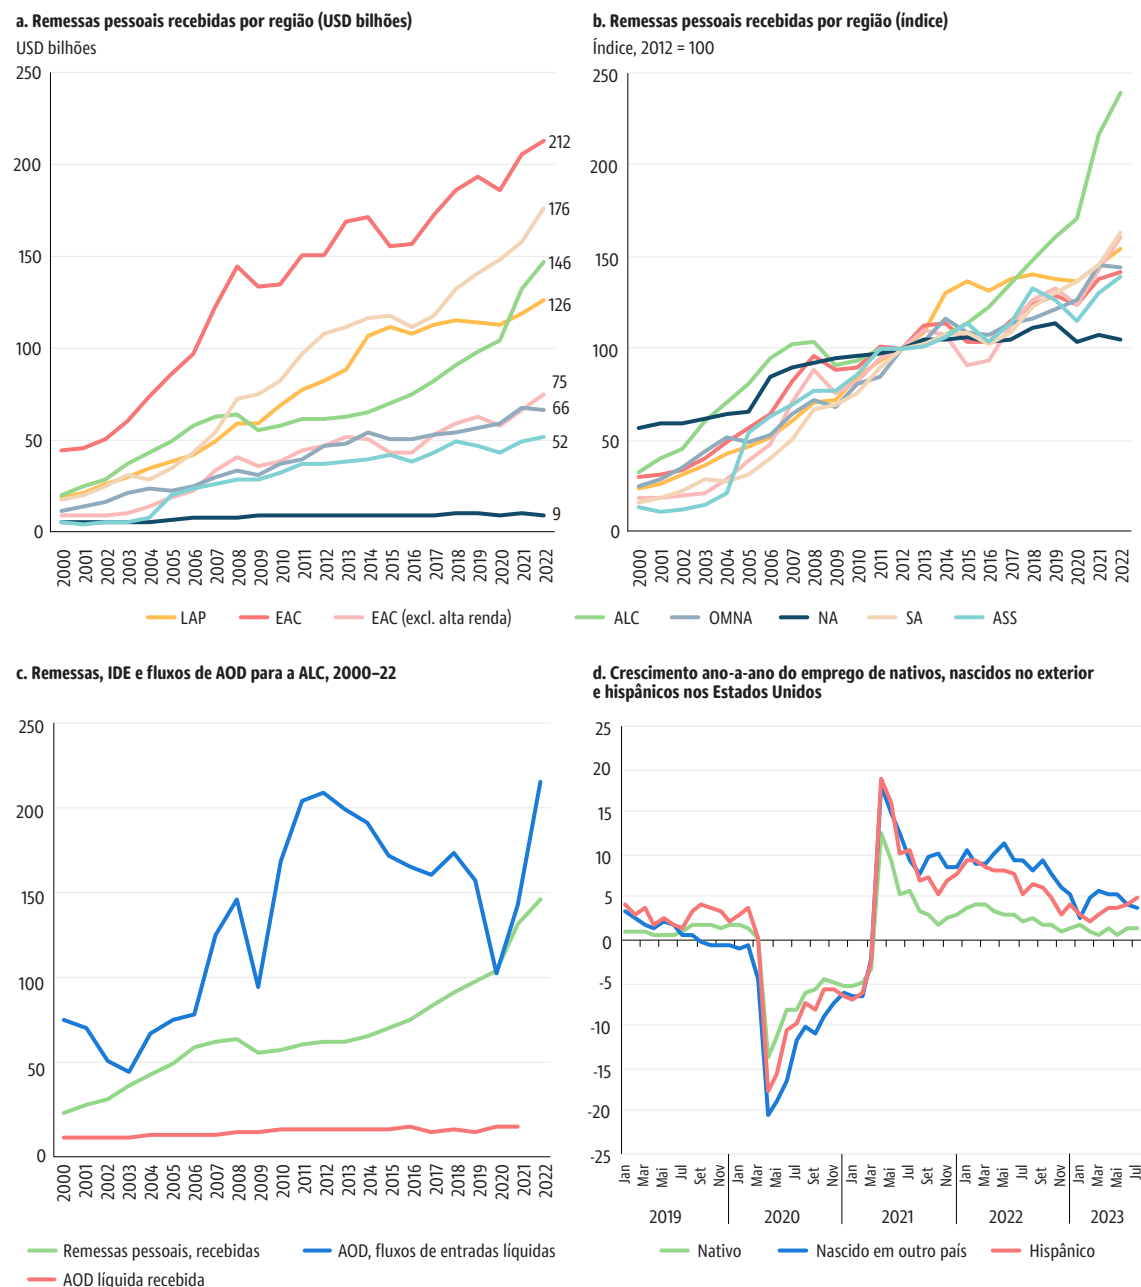 a. Remessas pessoais recebidas por região (USD bilhões)
USD bilhões
250
200
150
100
50
0
212
176
146
126
75
66
52
9
2000 2001 2002 2003 2004 2005 2006 2007 2008 2009 2010 2011 2012 2013 2014 2015 2016 2017 2018 2019 2020 2021 2022
b. Remessas pessoais recebidas por região (índice)
Índice, 2012 = 100
250
200
150
100
50
0
2000 2001 2002 2003 2004 2005 2006 2007 2008 2009 2010 2011 2012 2013 2014 2015 2016 2017 2018 2019 2020 2021 2022
LAP EAC EAC (excl. alta renda) ALC OMNA NA SA ASS
c. Remessas, IDE e fluxos de AOD para a ALC, 2000–22
250
200
150
100
50
0
2000 2001 2002 2003 2004 2005 2006 2007 2008 2009 2010 2011 2012 2013 2014 2015 2016 2017 2018 2019 2020 2021 2022
Remessas pessoais, recebidas AOD, fluxos de entradas líquidas
AOD líquida recebida
d. Crescimento ano-a-ano do emprego de nativos, nascidos no exterior
e hispânicos nos Estados Unidos
25
20
15
10
5
0
-5
-10
-15
-20
-25
Jan Mar Mai Jul Set Nov Jan Mar Mai Jul Set Nov Jan Mar Mai Jul Set Nov Jan Mar Mai Jul Set Nov Jan Mar Mai Jul
2019 2020 2021 2022 2023
Nativo Nascido em outro país Hispânico